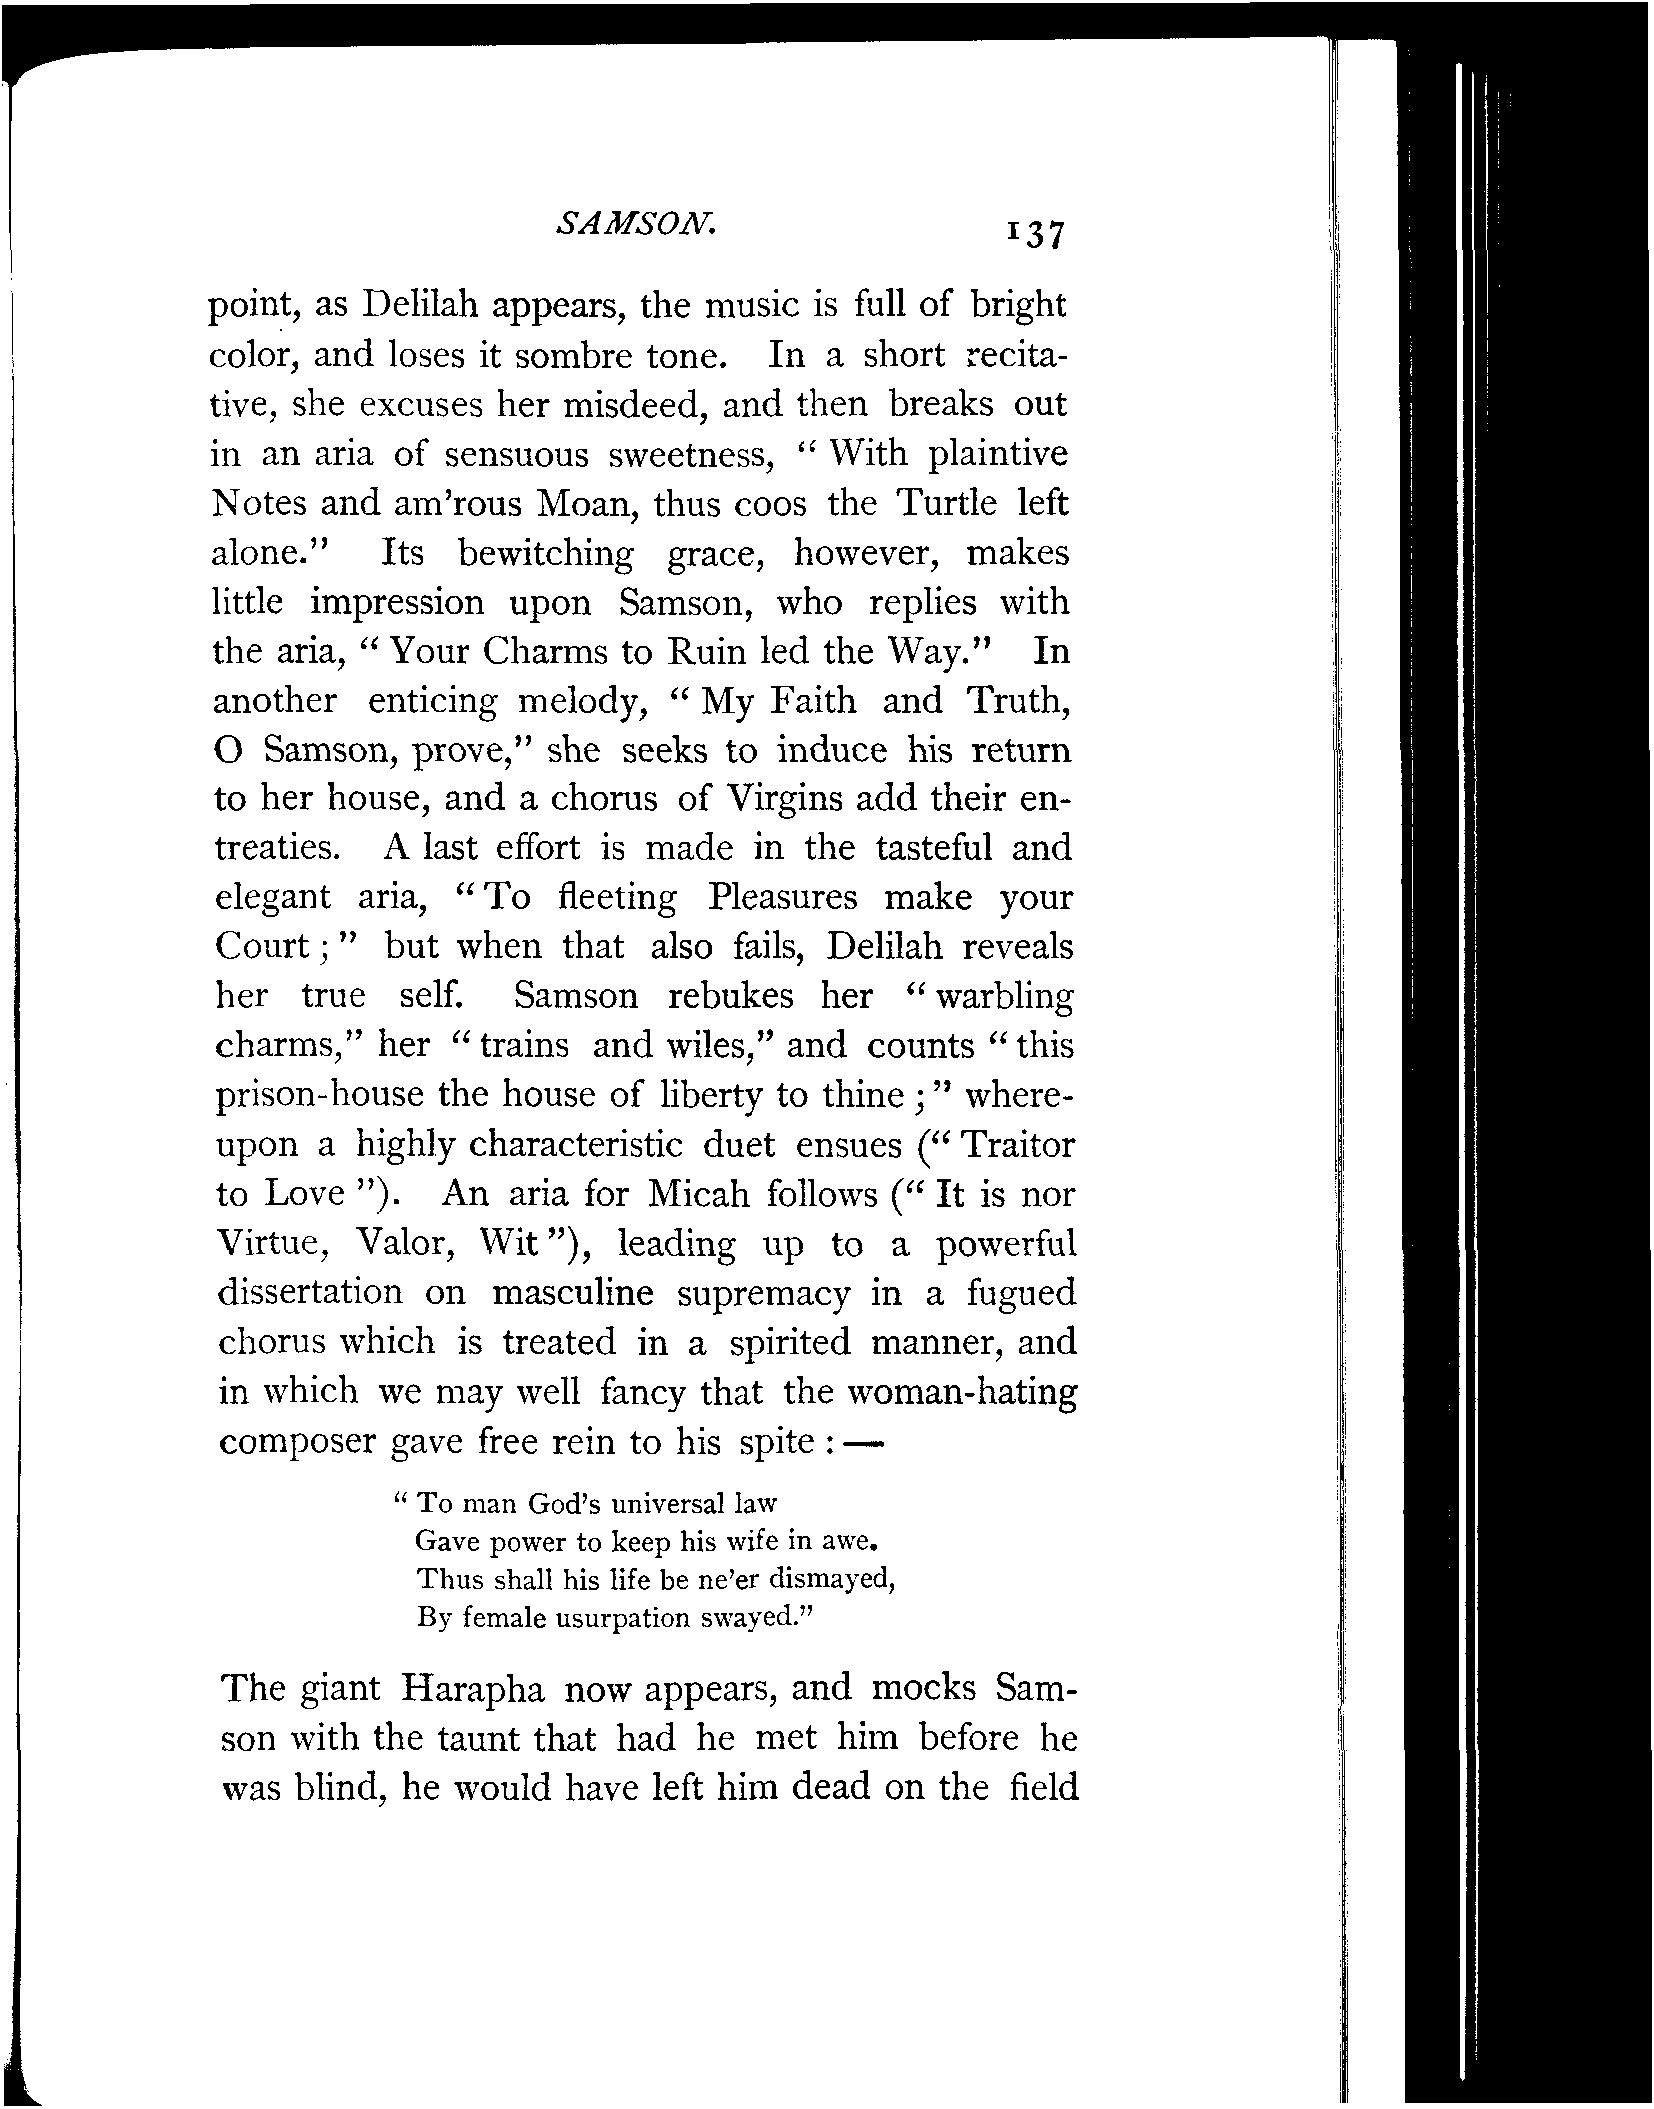 SAMSON. 137
point, as Delilah appears, the music is full of bright
color, and loses it sombre tone. In a short recita-
tive, she excuses her misdeed, and then breaks out
in an aria of sensuous sweetness, “ With plaintive
Notes and am'rous Moan, thus coos the Turtle left
alone.” Its bewitching grace, however, makes
little impression upon Samson, who replies with
the aria, “ Your Charms to Ruin led the Way.” In
another enticing melody, “ My Faith and Truth,
O Samson, prove,” she seeks to induce his return
to her house, and a chorus of Virgins add their en-
treaties. A last effort is made in the tasteful and
elegant aria, “ To fleeting Pleasures make your
Court ; ” but when that also fails, Delilah reveals
her true self. Samson rebukes her “ warbling
charms,” her “ trains and wiles,” and counts “ this
prison-house the house of liberty to thine ; ” where-
upon a highly characteristic duet ensues (“ Traitor
to Love ”). An aria for Micah follows (“ It is nor
Virtue, Valor, Wit ”), leading up to a powerful
dissertation on masculine supremacy in a fugued
chorus which is treated in a spirited manner, and
in which we may well fancy that the woman-hating
composer gave free rein to his spite : —
“ To man God's universal law
Gave power to keep his wife in awe.
Thus shall his life be ne'er dismayed,
By female usurpation swayed.”
The giant Harapha now appears, and mocks Sam-
son with the taunt that had he met him before he
was blind, he would have left him dead on the field